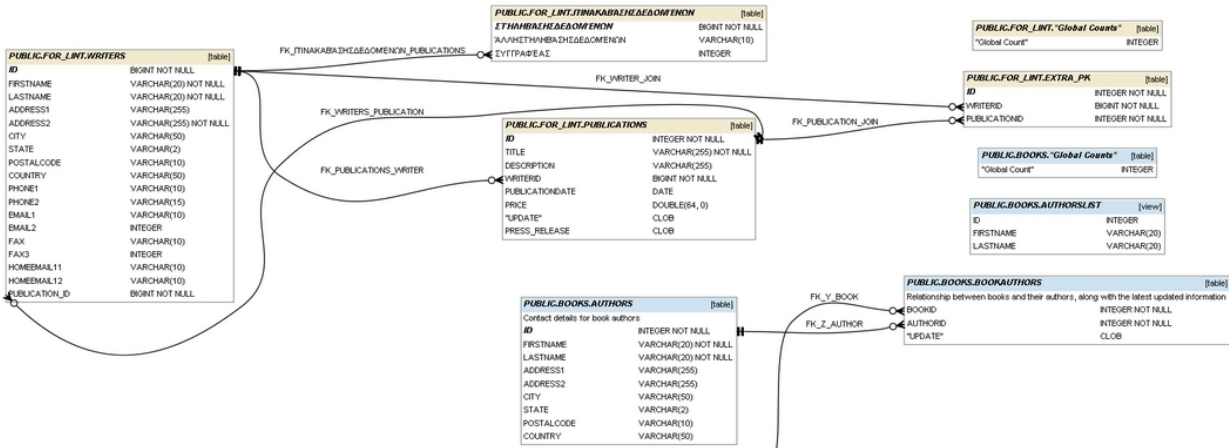 PUBLIC.FOR_LINT.WRITERS [table]
ID BIGINT NOT NULL
FIRSTNAME VARCHAR(20) NOT NULL
LASTNAME VARCHAR(20) NOT NULL
ADDRESS1 VARCHAR(255)
ADDRESS2 VARCHAR(255) NOT NULL
CITY VARCHAR(50)
STATE VARCHAR(2)
POSTALCODE VARCHAR(10)
COUNTRY VARCHAR(50)
PHONE1 VARCHAR(10)
PHONE2 VARCHAR(15)
EMAIL1 VARCHAR(10)
EMAIL2 INTEGER
FAX VARCHAR(10)
FAX3 INTEGER
HOMEEMAIL11 VARCHAR(10)
HOMEEMAIL12 VARCHAR(10)
PUBLICATION_ID BIGINT NOT NULL
FK_ΠΊΝΑΚΑΒΆΣΗΣΔΕΔΟΜΈΝΩΝ_PUBLICATIONS
FK_WRITER_JOIN
FK_WRITERS_PUBLICATION
FK_PUBLICATIONS_WRITER
FK_PUBLICATION_JOIN
PUBLIC.FOR_LINT.ΠΊΝΑΚΑΒΆΣΗΣΔΕΔΟΜΈΝΩΝ [table]
ΣΤΉΛΗΒΆΣΗΣΔΕΔΟΜΈΝΩΝ BIGINT NOT NULL
ΆΛΛΗΣΤΉΛΗΒΆΣΗΣΔΕΔΟΜΈΝΩΝ VARCHAR(10)
ΣΥΓΓΡΑΦΈΑΣ INTEGER
PUBLIC.FOR_LINT.PUBLICATIONS [table]
ID INTEGER NOT NULL
TITLE VARCHAR(255) NOT NULL
DESCRIPTION VARCHAR(255)
WRITERID BIGINT NOT NULL
PUBLICATIONDATE DATE
PRICE DOUBLE(64, 0)
"UPDATE" CLOB
PRESS_RELEASE CLOB
PUBLIC.FOR_LINT."Global Counts" [table]
"Global Count" INTEGER
PUBLIC.FOR_LINT.EXTRA_PK [table]
ID INTEGER NOT NULL
WRITERID BIGINT NOT NULL
PUBLICATIONID INTEGER NOT NULL
PUBLIC.BOOKS."Global Counts" [table]
"Global Count" INTEGER
PUBLIC.BOOKS.AUTHORSLIST [view]
ID INTEGER
FIRSTNAME VARCHAR(20)
LASTNAME VARCHAR(20)
PUBLIC.BOOKS.AUTHORS [table]
Contact details for book authors
ID INTEGER NOT NULL
FIRSTNAME VARCHAR(20) NOT NULL
LASTNAME VARCHAR(20) NOT NULL
ADDRESS1 VARCHAR(255)
ADDRESS2 VARCHAR(255)
CITY VARCHAR(50)
STATE VARCHAR(2)
POSTALCODE VARCHAR(10)
COUNTRY VARCHAR(50)
FK_Y_BOOK
FK_Z_AUTHOR
PUBLIC.BOOKS.BOOKAUTHORS [table]
Relationship between books and their authors, along with the latest updated information
BOOKID INTEGER NOT NULL
AUTHORID INTEGER NOT NULL
"UPDATE" CLOB